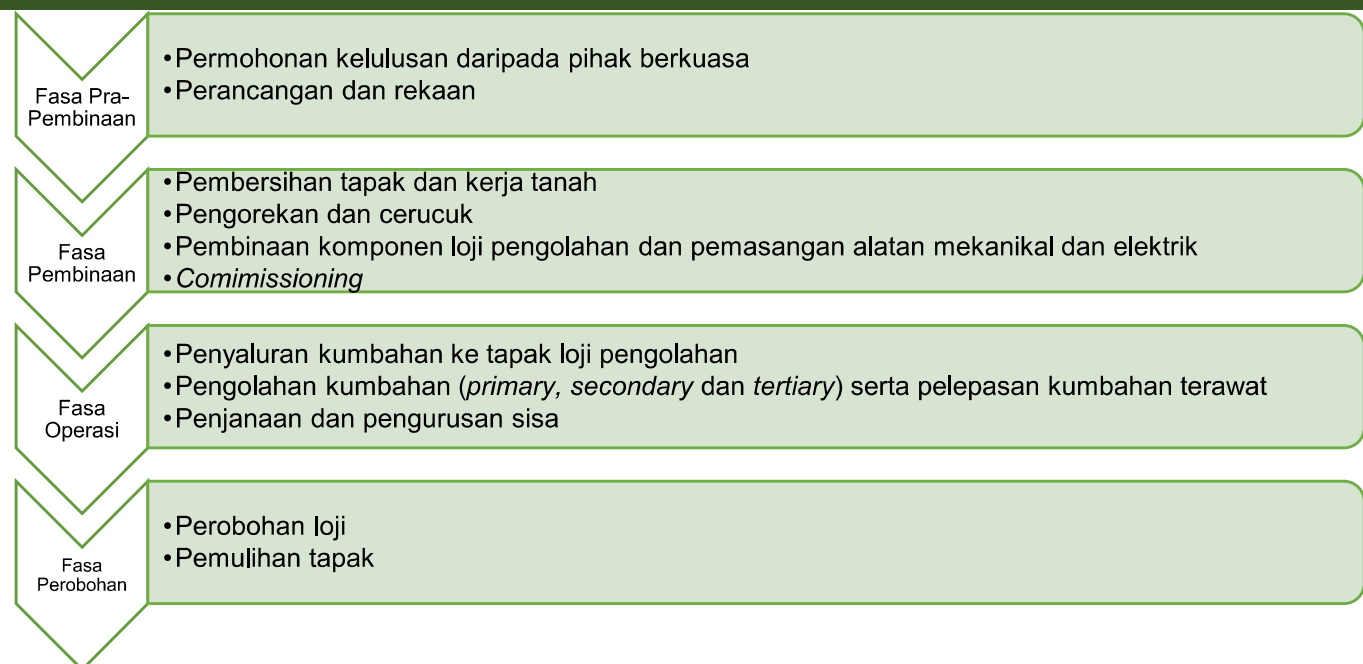 Fasa Pra-
Pembinaan
•Permohonan kelulusan daripada pihak berkuasa
•Perancangan dan rekaan
Fasa
Pembinaan
•Pembersihan tapak dan kerja tanah
•Pengorekan dan cerucuk
•Pembinaan komponen loji pengolahan dan pemasangan alatan mekanikal dan elektrik
•Comimissioning
Fasa
Operasi
•Penyaluran kumbahan ke tapak loji pengolahan
•Pengolahan kumbahan (primary, secondary dan tertiary) serta pelepasan kumbahan terawat
•Penjanaan dan pengurusan sisa
Fasa
Perobohan
•Perobohan loji
•Pemulihan tapak